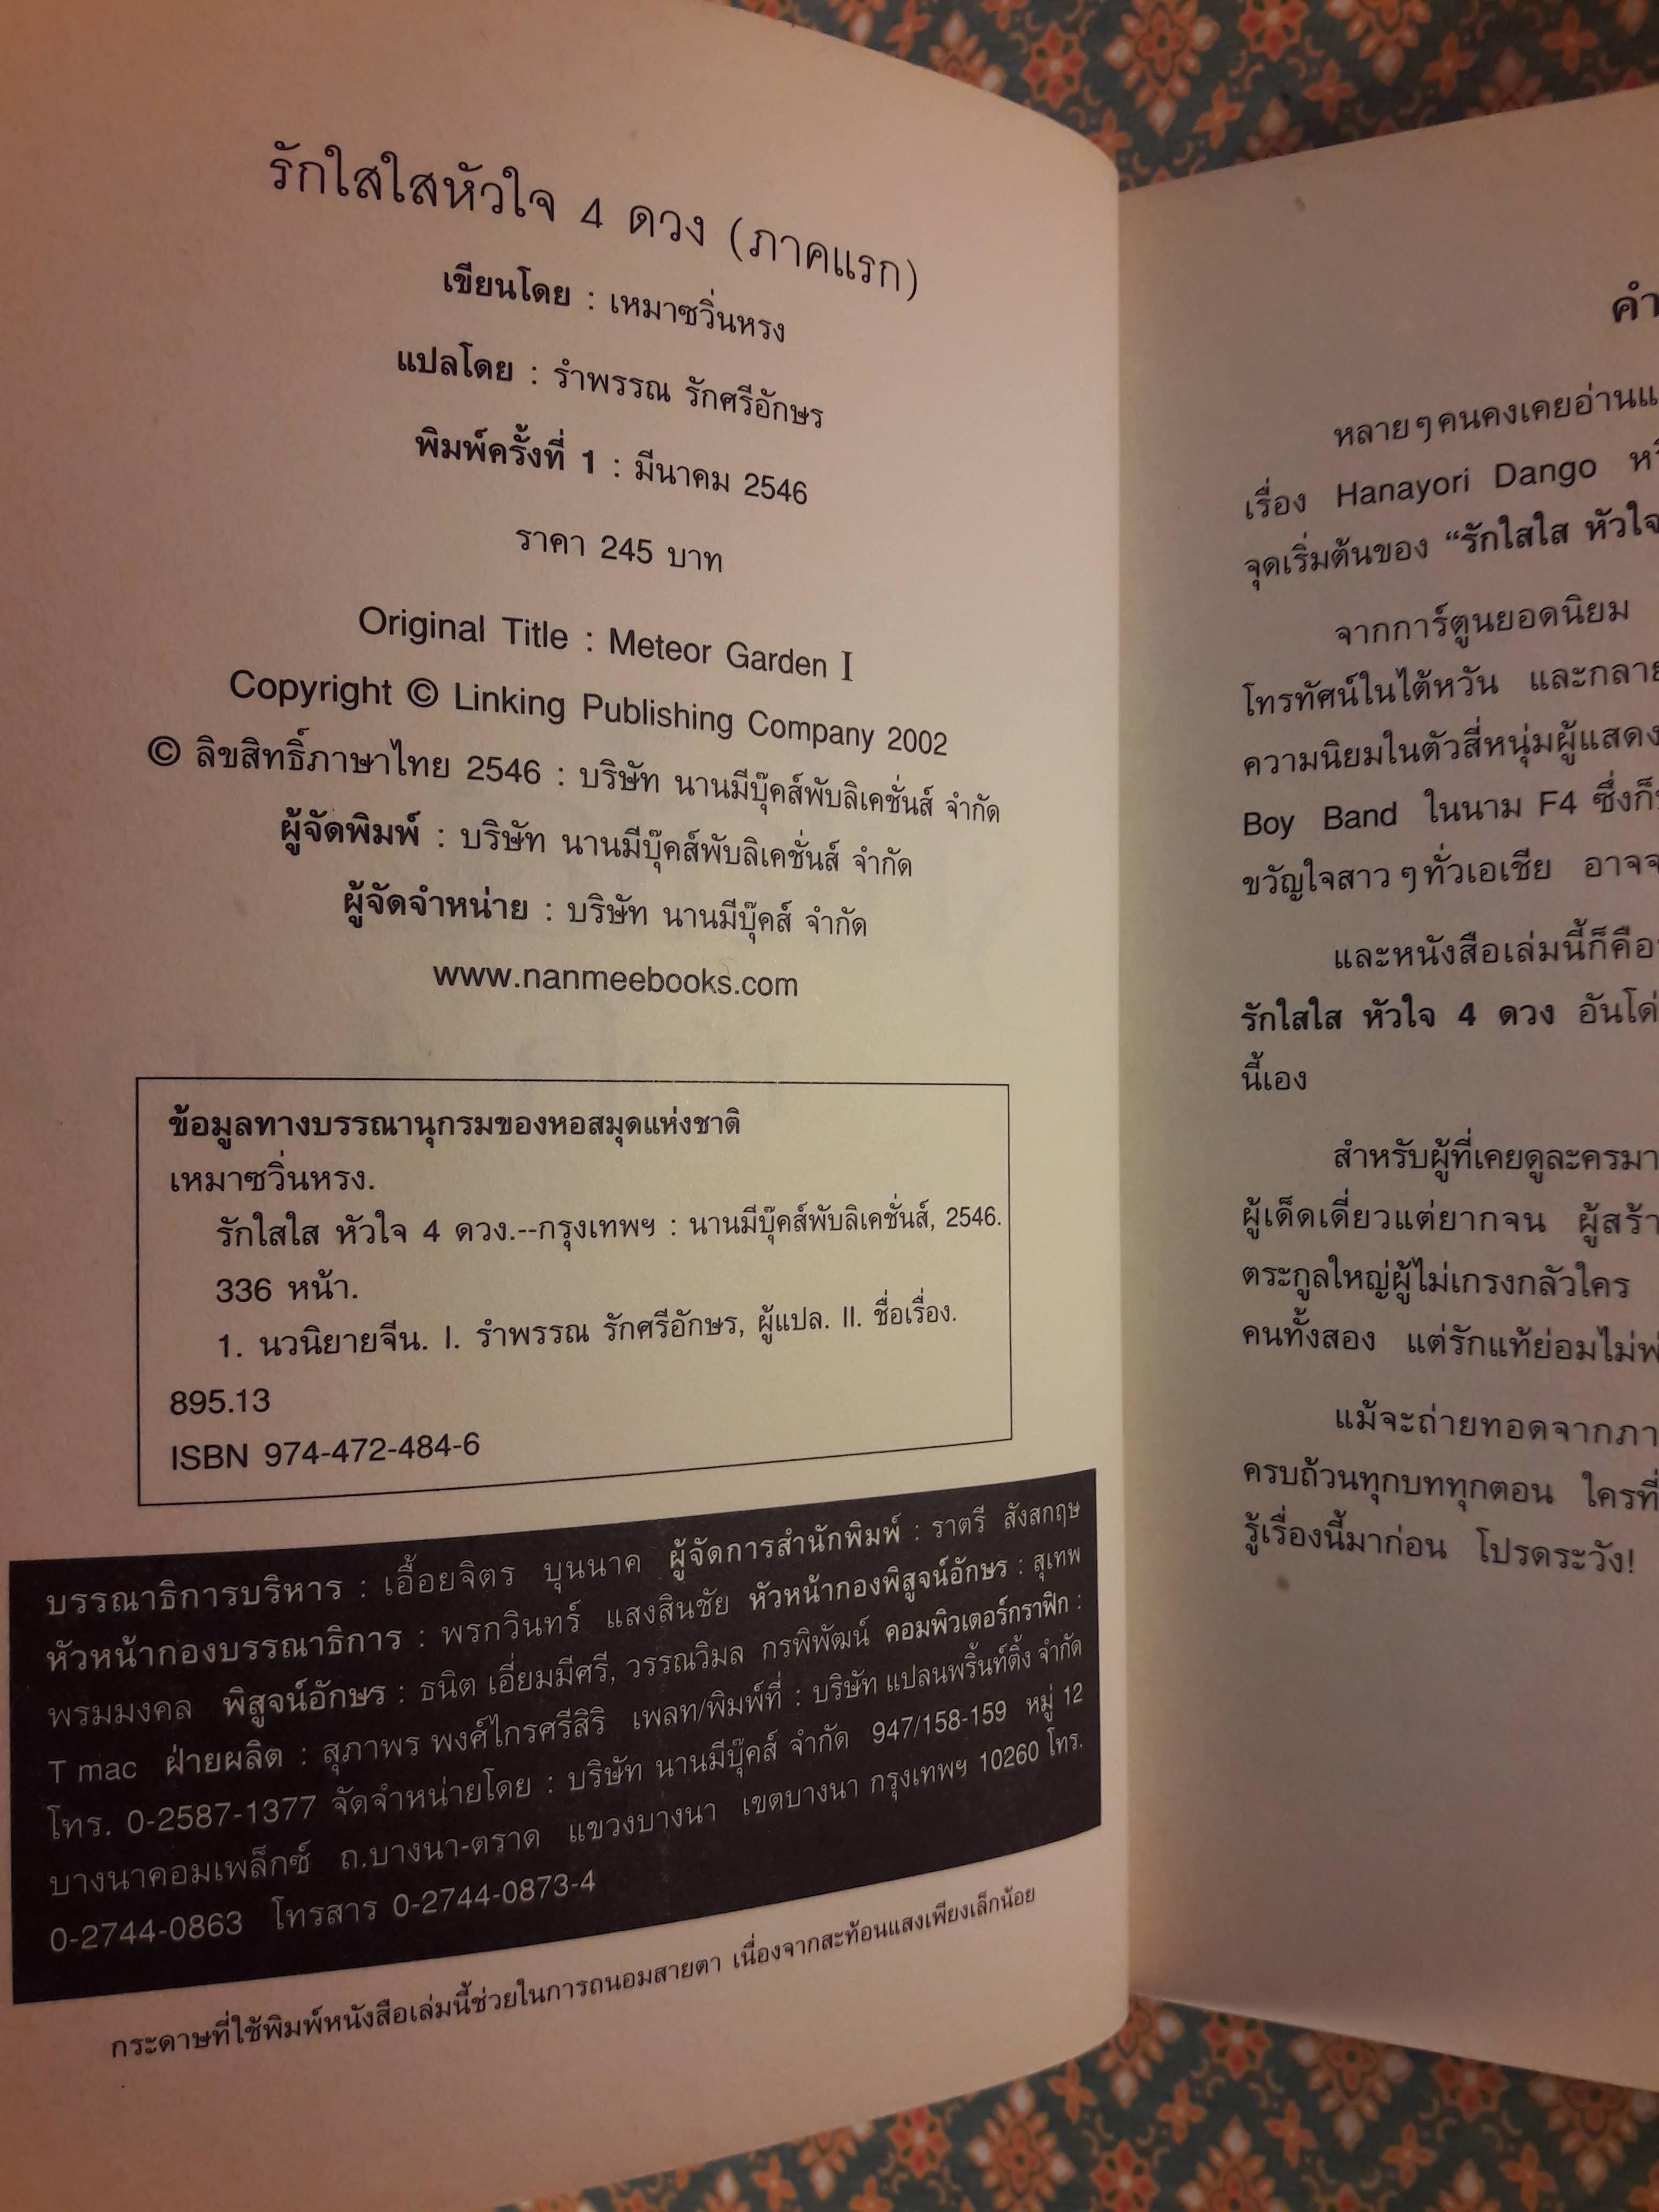 รักใสใสหัวใจ 4 ดวง (ภาคแรก)
เขียนโดย : เหมาซวิ่นหรง
แปลโดย : รำพรรณ รักศรีอักษร
พิมพ์ครั้งที่ 1 : มีนาคม 2546
ราคา 245 บาท
Original Title : Meteor Garden I
Copyright © Linking Publishing Company 2002
© ลิขสิทธิ์ภาษาไทย 2546 : บริษัท นานมีบุ๊คส์พับลิเคชั่นส์ จำกัด
ผู้จัดพิมพ์ : บริษัท นานมีบุ๊คส์พับลิเคชั่นส์ จำกัด
ผู้จัดจำหน่าย : บริษัท นานมีบุ๊คส์ จำกัด
www.nanmeebooks.com
ข้อมูลทางบรรณานุกรมของหอสมุดแห่งชาติ
เหมาซวิ่นหรง.
รักใสใส หัวใจ 4 ดวง.--กรุงเทพฯ : นานมีบุ๊คส์พับลิเคชั่นส์, 2546.
336 หน้า.
1. นวนิยายจีน. I. รำพรรณ รักศรีอักษร, ผู้แปล. II. ชื่อเรื่อง.
895.13
ISBN 974-472-484-6
บรรณาธิการบริหาร : เอื้อยจิตร บุนนาค ผู้จัดการสำนักพิมพ์ : ราตรี สังสกฤษ
หัวหน้ากองบรรณาธิการ : พรกวินทร์ แสงสินชัย หัวหน้ากองพิสูจน์อักษร : สุเทพ
พรมมงคล พิสูจน์อักษร : ธนิต เอี่ยมมีศรี, วรรณวิมล กรพิพัฒน์ คอมพิวเตอร์กราฟิก :
T mac ฝ่ายผลิต : สุภาพร พงศ์ไกรศรีสิริ เพลท/พิมพ์ที่ : บริษัท แปลนพริ้นท์ติ้ง จำกัด
โทร. 0-2587-1377 จัดจำหน่ายโดย : บริษัท นานมีบุ๊คส์ จำกัด 947/158-159 หมู่ 12
บางนาคอมเพล็กซ์ ถ.บางนา-ตราด แขวงบางนา เขตบางนา กรุงเทพฯ 10260 โทร.
0-2744-0863 โทรสาร 0-2744-0873-4
กระดาษที่ใช้พิมพ์หนังสือเล่มนี้ช่วยในการถนอมสายตา เนื่องจากสะท้อนแสงเพียงเล็กน้อย
คำ
หลายๆคนคงเคยอ่านแ
เรื่อง Hanayori Dango
จุดเริ่มต้นของ “รักใสใส หัวใจ
จากการ์ตูนยอดนิยม
โทรทัศน์ในไต้หวัน และกลาย
ความนิยมในตัวสี่หนุ่มผู้แสดง
Boy Band ในนาม F4 ซึ่งก็
ขวัญใจสาวๆทั่วเอเชีย อาจจ
และหนังสือเล่มนี้ก็คือ
รักใสใส หัวใจ 4 ดวง อันโด่
นี้เอง
สำหรับผู้ที่เคยดูละครมา
ผู้เด็ดเดี่ยวแต่ยากจน ผู้สร้า
ตระกูลใหญ่ผู้ไม่เกรงกลัวใคร
คนทั้งสอง แต่รักแท้ย่อมไม่พ
แม้จะถ่ายทอดจากภา
ครบถ้วนทุกบททุกตอน ใครที่
รู้เรื่องนี้มาก่อน โปรดระวัง!